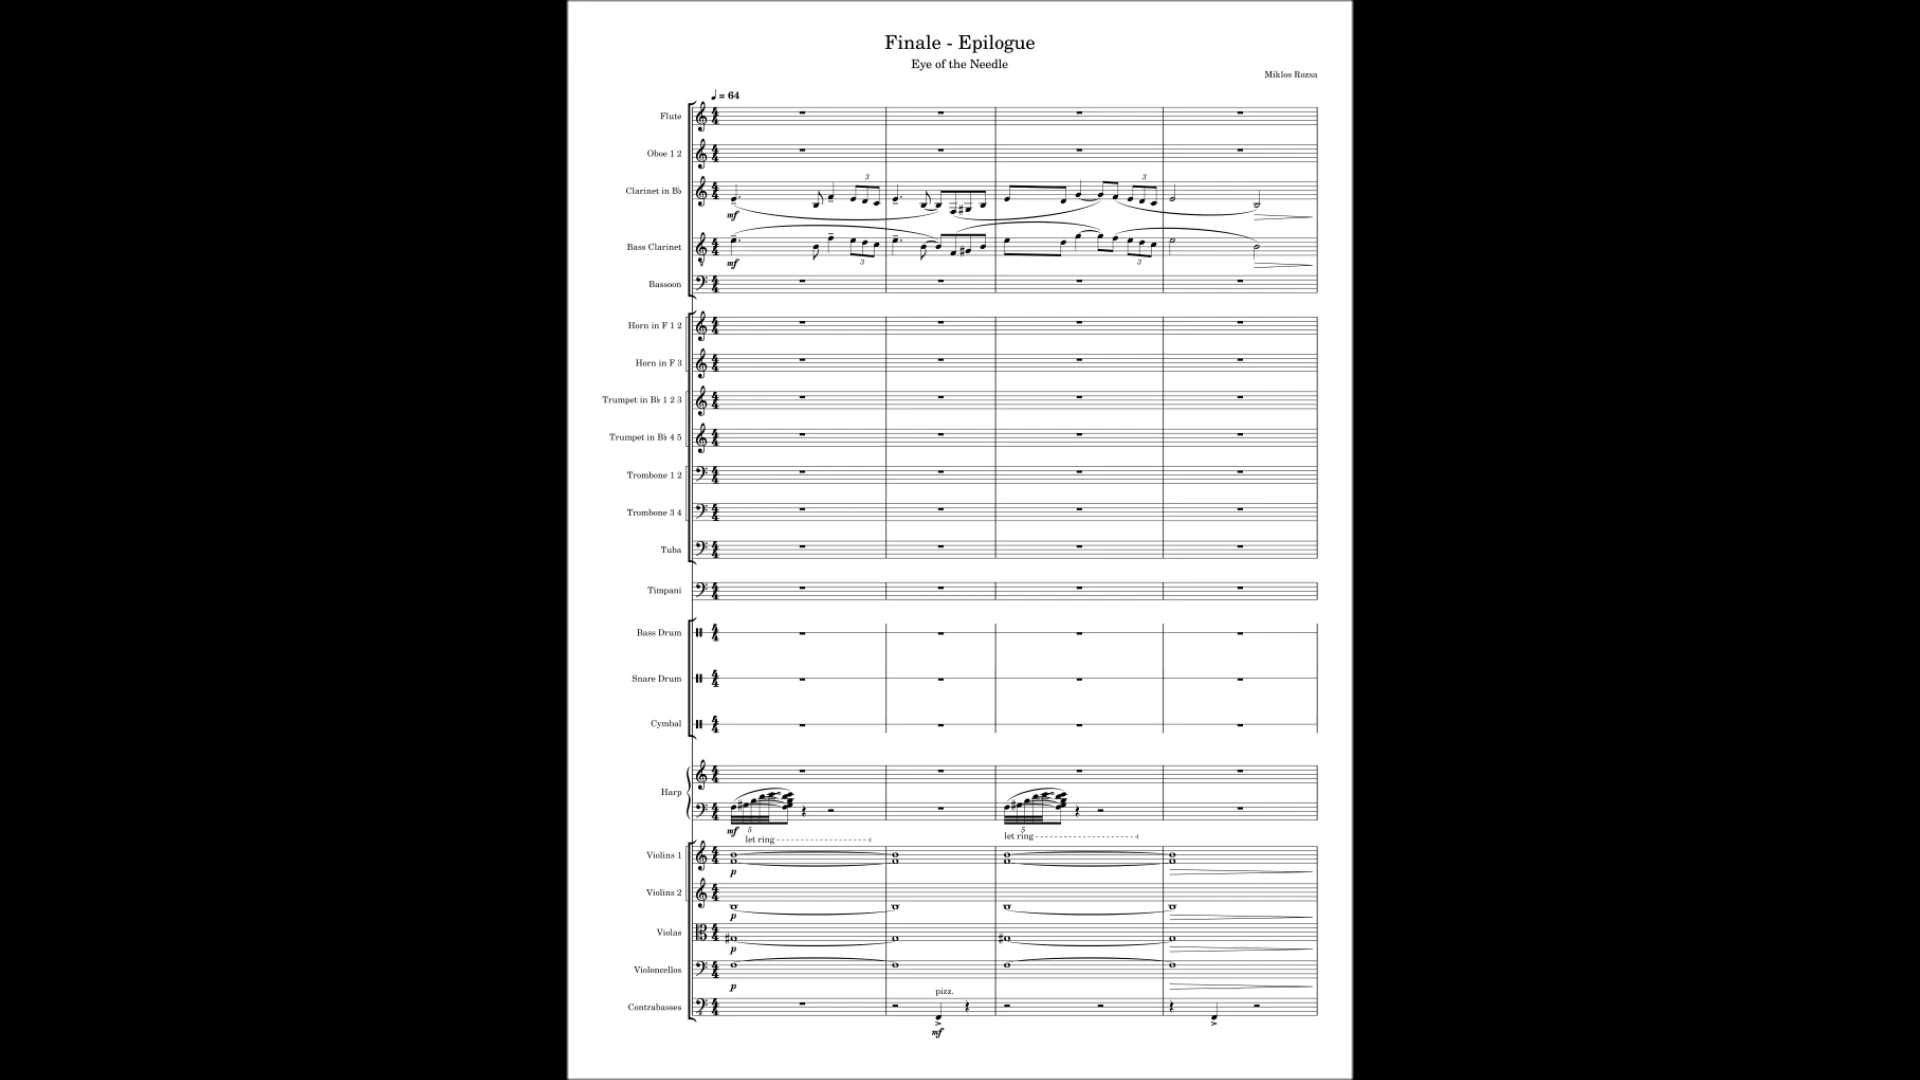 Finale - Epilogue
Eye of the Needle
Miklos Rozsa
♩ = 64
Flute
Oboe 1 2
3
3
Clarinet in B♭
mf
Bass Clarinet
mf
3
3
Bassoon
Horn in F 1 2
Horn in F 3
Trumpet in B♭ 1 2 3
Trumpet in B♭ 4 5
Trombone 1 2
Trombone 3 4
Tuba
Timpani
Bass Drum
Snare Drum
Cymbal
Harp
mf
5
5
let ring
let ring
Violins 1
p
Violins 2
p
Violas
p
Violoncellos
p
pizz.
Contrabasses
mf